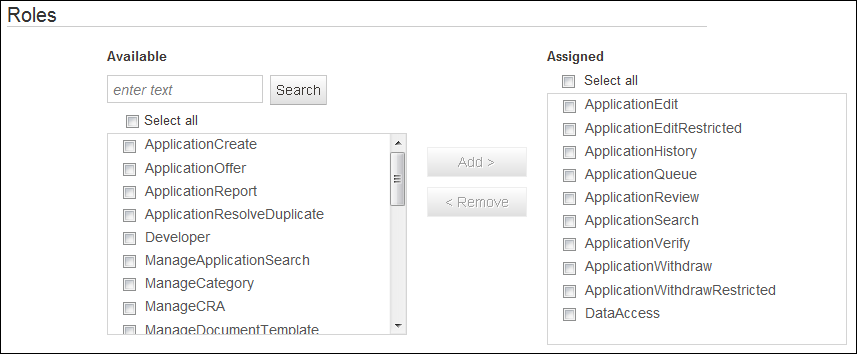 Roles
Available
enter text
Search
Select all
ApplicationCreate
ApplicationOffer
ApplicationReport
ApplicationResolveDuplicate
Developer
ManageApplicationSearch
ManageCategory
ManageCRA
ManageDocumentTemplate
Add >
< Remove
Assigned
Select all
ApplicationEdit
ApplicationEditRestricted
ApplicationHistory
ApplicationQueue
ApplicationReview
ApplicationSearch
ApplicationVerify
ApplicationWithdraw
ApplicationWithdrawRestricted
DataAccess